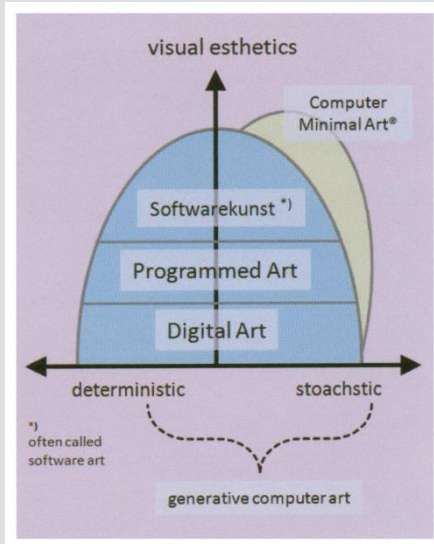 visual esthetics
Computer
Minimal Art®
Softwarekunst *)
Programmed Art
Digital Art
deterministic
stoachstic
*)
often called
software art
generative computer art